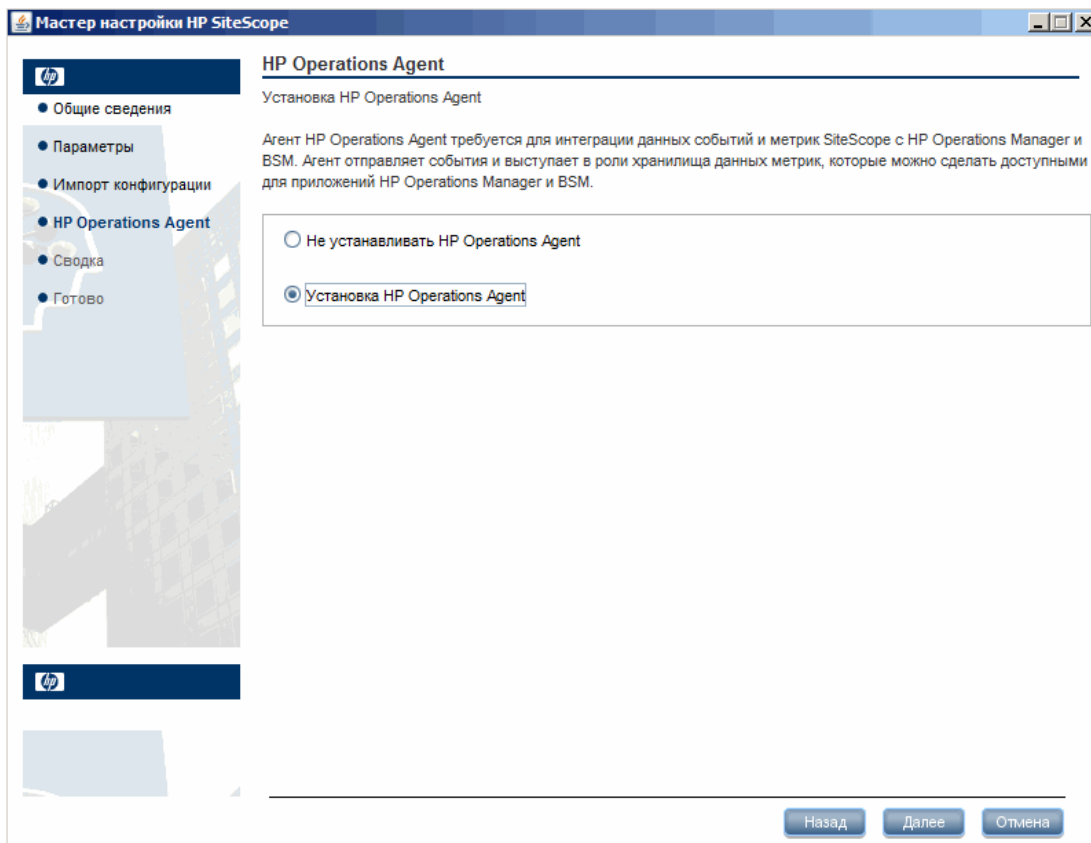 Мастер настройки HP SiteScope
hp
Общие сведения
Параметры
Импорт конфигурации
HP Operations Agent
Сводка
Готово
HP Operations Agent
Установка HP Operations Agent
Агент HP Operations Agent требуется для интеграции данных событий и метрик SiteScope с HP Operations Manager и
BSM. Агент отправляет события и выступает в роли хранилища данных метрик, которые можно сделать доступными
для приложений HP Operations Manager и BSM.
Не устанавливать HP Operations Agent
Установка HP Operations Agent
hp
Назад
Далее
Отмена